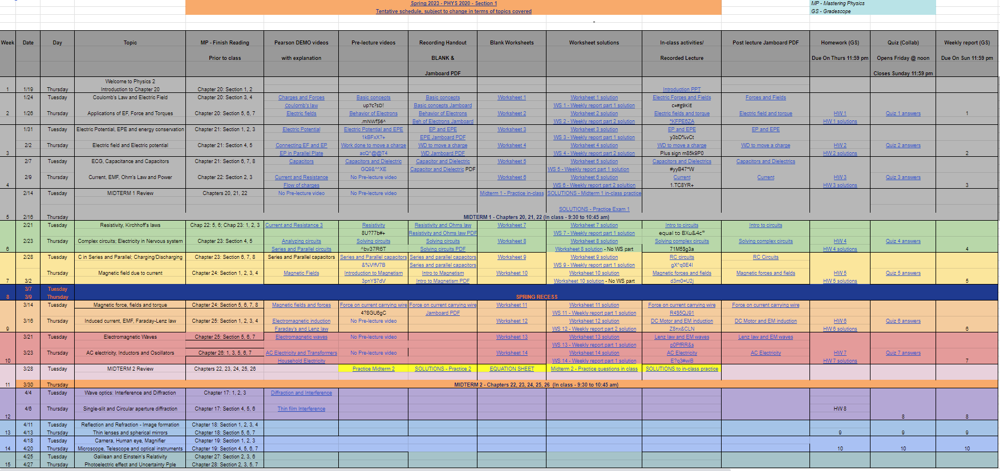 Spring 2023 - PHYS 2020 - Section 1
Tentative schedule, subject to change in terms of topics covered
MP - Mastering Physics
GS - Gradescope
-
Week Date Day Topic MP - Finish Reading Pearson DEMO videos Pre-lecture videos Recording Handout Blank Worksheets Worksheet solutions In-class activities/ Post lecture Jamboard PDF Homework (GS) Quiz (Collab) Weekly report (GS)
Prior to class with explanation BLANK & Recorded Lecture Due On Thurs 11:59 pm Opens Friday @ noon Due On Sun 11:59 pm
Jamboard PDF Closes Sunday 11:59 pm
Welcome to Physics 2
1 1/19 Thursday Introduction to Chapter 20 Chapter 20: Section 1, 2 Introduction PPT
1/24 Tuesday Coulomb's Law and Electric Field Chapter 20: Section 3, 4 Charges and Forces Basic concepts Basic concepts Worksheet 1 Worksheet 1 solution Electric Forces and Fields Forces and Fields
Coulomb's law up7c?sD! Basic concepts Jamboard WS 1 - Weekly report part 1 solution c=#g9KiE
2 1/26 Thursday Applications of EF, Force and Torques Chapter 20: Section 5, 6, 7 Electric fields Behavior of Electrons Behavior of Electrons Worksheet 2 Worksheet 2 solution Electric fields and torque Electric field and torque HW 1 Quiz 1 answers 1
.mNWfS6^ Beh of Electrons Jamboard WS 2 - Weekly report part 2 solution *KFPE8ZA HW 1 solutions
1/31 Tuesday Electric Potential, EPE and energy conservation Chapter 21: Section 1, 2, 3 Electric Potential Electric Potential and EPE EP and EPE Worksheet 3 Worksheet 3 solution EP and EPE EP and EPE
1kBFxX?+ EPE Jamboard PDF WS 3 - Weekly report part 1 solution y3bD%vCt
2/2 Thursday Electric field and Electric potential Chapter 21: Section 4, 5 Connecting EF and EP Work done to move a charge WD to move a charge Worksheet 4 Worksheet 4 solution WD to move a charge WD to move a charge HW 2 Quiz 2 answers
3 EP in Parallel Plate acQ^@@T4 WD Jamboard PDF WS 4 - Weekly report part 2 solution Plus sign m85k9P0 HW 2 solutions 2
2/7 Tuesday ECG, Capacitance and Capacitors Chapter 21: Section 6, 7, 8 Capacitors Capacitors and Dielectric Capacitor and Dielectric Worksheet 5 Worksheet 5 solution Capacitors and Dielectrics Capacitors and Dielectrics
GQ9&^^XE Capacitor and Dielectric PDF WS 5 - Weekly report part 1 solution #yyB47*W
2/9 Thursday Current, EMF, Ohm's Law and Power Chapter 22: Section 2, 3 Current and Resistance No Pre-lecture video Worksheet 6 Worksheet 6 solution Current Current HW 3 Quiz 3 answers
4 Flow of charges WS 6 - Weekly report part 2 solution 1.TC8YR+ HW 3 solutions 3
2/14 Tuesday MIDTERM 1 Review Chapters 20, 21, 22 No Pre-lecture video No Pre-lecture video Midterm 1 - Practice in-class SOLUTIONS - Midterm 1 in-class practice
SOLUTIONS - Practice Exam 1
5 2/16 Thursday MIDTERM 1 - Chapters 20, 21, 22 (In class - 9:30 to 10:45 am)
2/21 Tuesday Resistivity, Kirchhoff's laws Chap 22: 5, 6; Chap 23: 1, 2, 3 Current and Resistance 3 Resistivity Resistivity and Ohms law Worksheet 7 Worksheet 7 solution Intro to circuits Intro to circuits
8U?77b#+ Resistivity and Ohms law PDF WS 7 - Weekly report part 1 solution equal to BXu&4c*
2/23 Thursday Complex circuits; Electricity in Nervous system Chapter 23: Section 4, 5 Analyzing circuits Solving circuits Solving circuits Worksheet 8 Worksheet 8 solution Solving complex circuits Solving complex circuits HW 4 Quiz 4 answers
6 Series and Parallel circuits ^bv37R6T Solving circuits PDF Worksheet 8 solution - No WS part 71M5$g3a HW 4 solutions 4
2/28 Tuesday C in Series and Parallel; Charging/Discharging Chapter 23: Section 6, 7, 8 Series and Parallel capacitors Series and Parallel capacitors Series and parallel capacitors Worksheet 9 Worksheet 9 solution RC circuits RC Circuits
&%V!fV7B Series and parallel capacitors WS 9 - Weekly report part 1 solution gX^q0E4I
Thursday Magnetic field due to current Chapter 24: Section 1, 2, 3, 4 Magnetic Fields Introduction to Magnetism Intro to Magnetism Worksheet 10 Worksheet 10 solution Magnetic forces and fields Magnetic forces and fields HW 5 Quiz 5 answers
7 3/2 3pnY$7dV Intro to Magnetism PDF Worksheet 10 solution - No WS part d3m0=U2j HW 5 solutions 5
3/7 Tuesday
8 3/9 Thursday SPRING RECESS
3/14 Tuesday Magnetic force, fields and torque Chapter 24: Section 5, 6, 7, 8 Magnetic fields and forces Force on current carrying wire Force on current carrying wire Worksheet 11 Worksheet 11 solution Force on current carrying wire Force on current carrying wire
4?8GU6gC Jamboard PDF WS 11 - Weekly report part 1 solution R4$5QJ91
3/16 Thursday Induced current, EMF, Faraday-Lenz law Chapter 25: Section 1, 2, 3, 4 Electromagnetic induction No Pre-lecture video Worksheet 12 Worksheet 12 solution DC Motor and EM induction DC Motor and EM induction HW 6 Quiz 6 answers
9 Faraday's and Lenz law WS 12 - Weekly report part 2 solution Z8nx&CLN HW 6 solutions 6
3/21 Tuesday Electromagnetic Waves Chapter 25: Section 5, 6, 7 Electromagnetic waves No Pre-lecture video Worksheet 13 Worksheet 13 solution Lenz law and EM waves Lenz law and EM waves
WS 13 - Weekly report part 1 solution p0PfRR&s
3/23 Thursday AC electricity, Inductors and Oscillators Chapter 26: 1, 3, 5, 6, 7 AC Electricity and Transformers No Pre-lecture video Worksheet 14 Worksheet 14 solution AC Electricity AC Electricity HW 7 Quiz 7 answers
10 Household Electricity WS 14 - Weekly report part 1 solution E?q3#wiB HW 7 solutions 7
3/28 Tuesday MIDTERM 2 Review Chapters 22, 23, 24, 25, 26 Practice Midterm 2 SOLUTIONS - Practice 2 EQUATION SHEET Midterm 2 - Practice questions in class SOLUTIONS to in-class practice
11 3/30 Thursday MIDTERM 2 - Chapters 22, 23, 24, 25, 26 (In class - 9:30 to 10:45 am)
4/4 Tuesday Wave optics: Interference and Diffraction Chapter 17: 1, 2, 3 Diffraction and Interference
4/6 Thursday Single-slit and Circular aperture diffraction Chapter 17: Section 4, 5, 6 Thin film Interference HW 8
12 8 8
4/11 Tuesday Reflection and Refraction - Image formation Chapter 18: Section 1, 2, 3, 4
13 4/13 Thursday Thin lenses and spherical mirrors Chapter 18: Section 5, 6, 7 9 9 9
4/18 Tuesday Camera, Human eye, Magnifier Chapter 19: Section 1, 2, 3
14 4/20 Thursday Microscope, Telescope and optical instruments Chapter 19: Section 4, 5, 6, 7 10 10 10
4/25 Tuesday Galilean and Einstein's Relativity Chapter 27: Section 2, 3, 6
15 4/27 Thursday Photoelectric effect and Uncertainty Pple Chapter 28: Section 2, 3, 5, 7